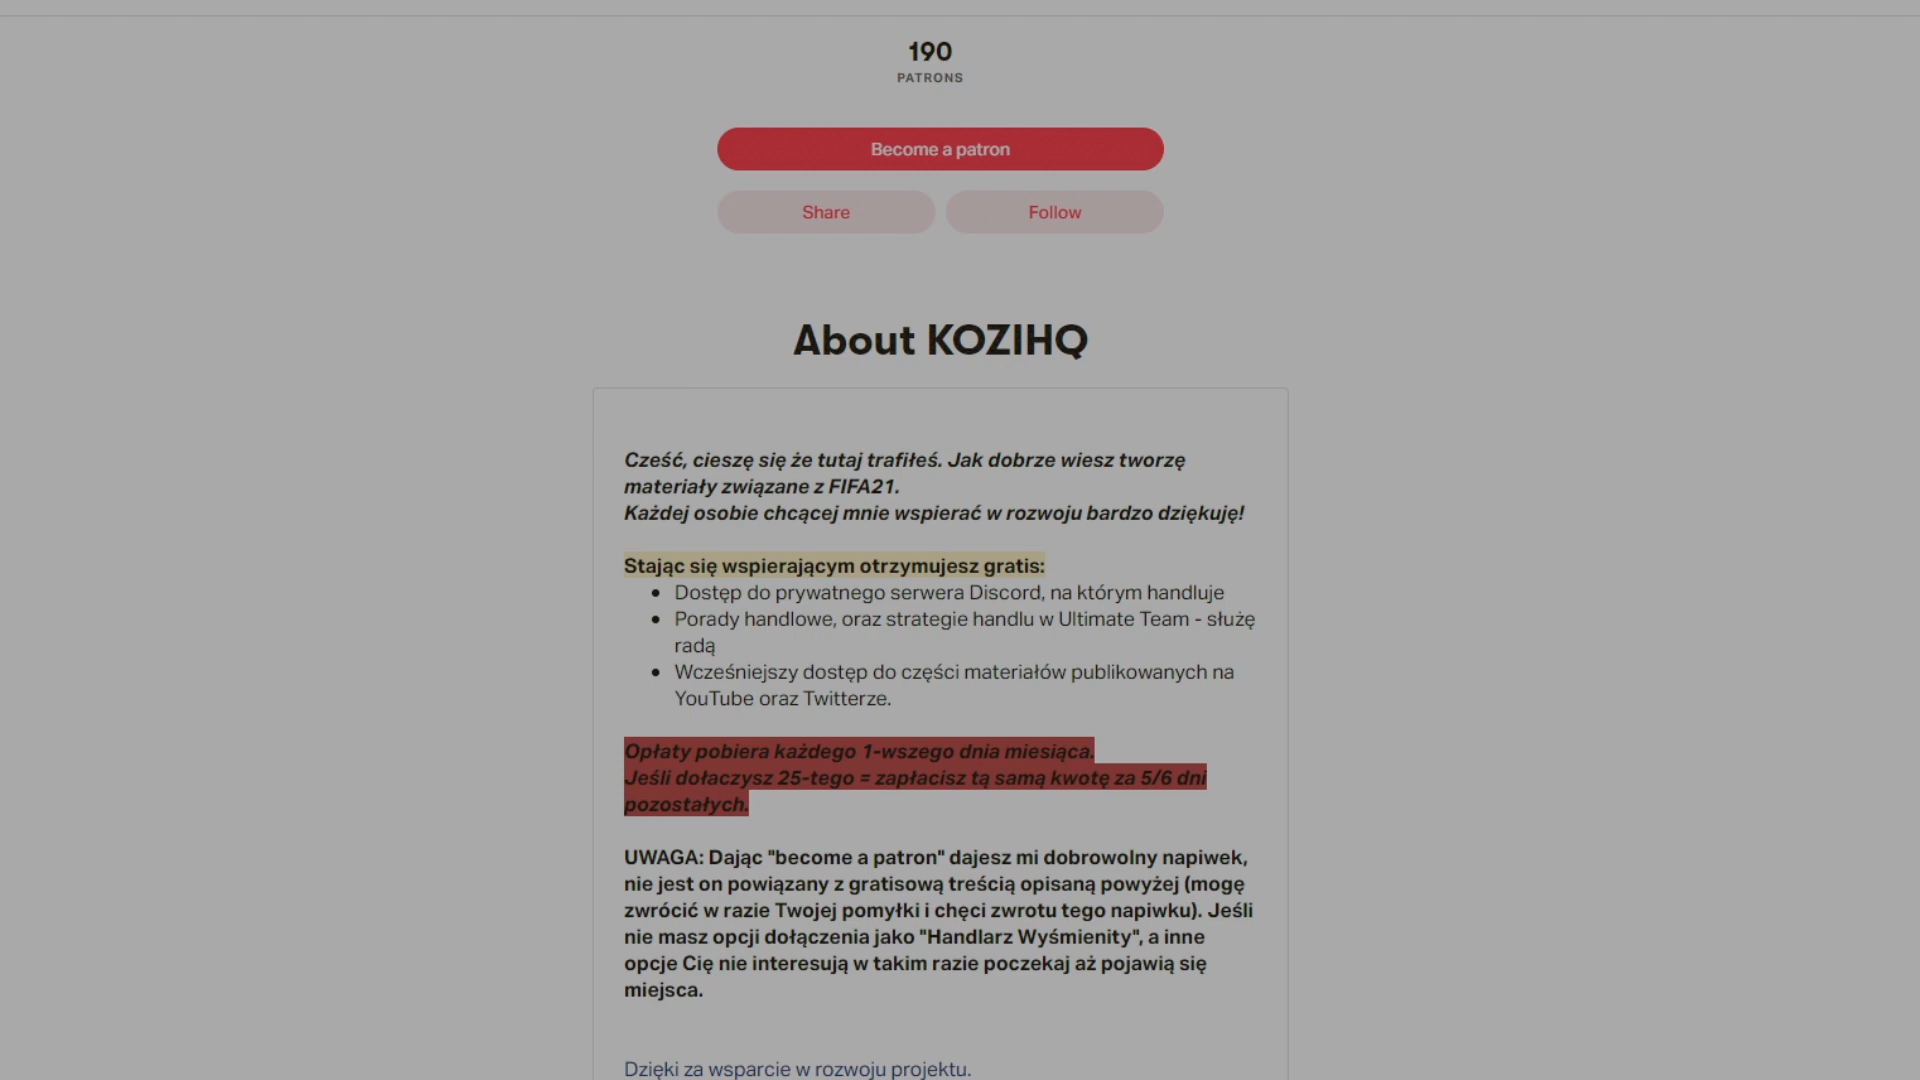 190
PATRONS
Become a patron
Share
Follow
About KOZIHQ
Cześć, cieszę się że tutaj trafiłeś. Jak dobrze wiesz tworzę
materiały związane z FIFA21.
Każdej osobie chcącej mnie wspierać w rozwoju bardzo dziękuję!
Stając się wspierającym otrzymujesz gratis:
• Dostęp do prywatnego serwera Discord, na którym handluje
• Porady handlowe, oraz strategie handlu w Ultimate Team - służę
radą
• Wcześniejszy dostęp do części materiałów publikowanych na
YouTube oraz Twitterze.
Opłaty pobiera każdego 1-wszego dnia miesiąca.
Jeśli dołaczysz 25-tego = zapłacisz tą samą kwotę za 5/6 dni
pozostałych.
UWAGA: Dając "become a patron" dajesz mi dobrowolny napiwek,
nie jest on powiązany z gratisową treścią opisaną powyżej (mogę
zwrócić w razie Twojej pomyłki i chęci zwrotu tego napiwku). Jeśli
nie masz opcji dołączenia jako "Handlarz Wyśmienity", a inne
opcje Cię nie interesują w takim razie poczekaj aż pojawią się
miejsca.
Dzięki za wsparcie w rozwoju projektu.